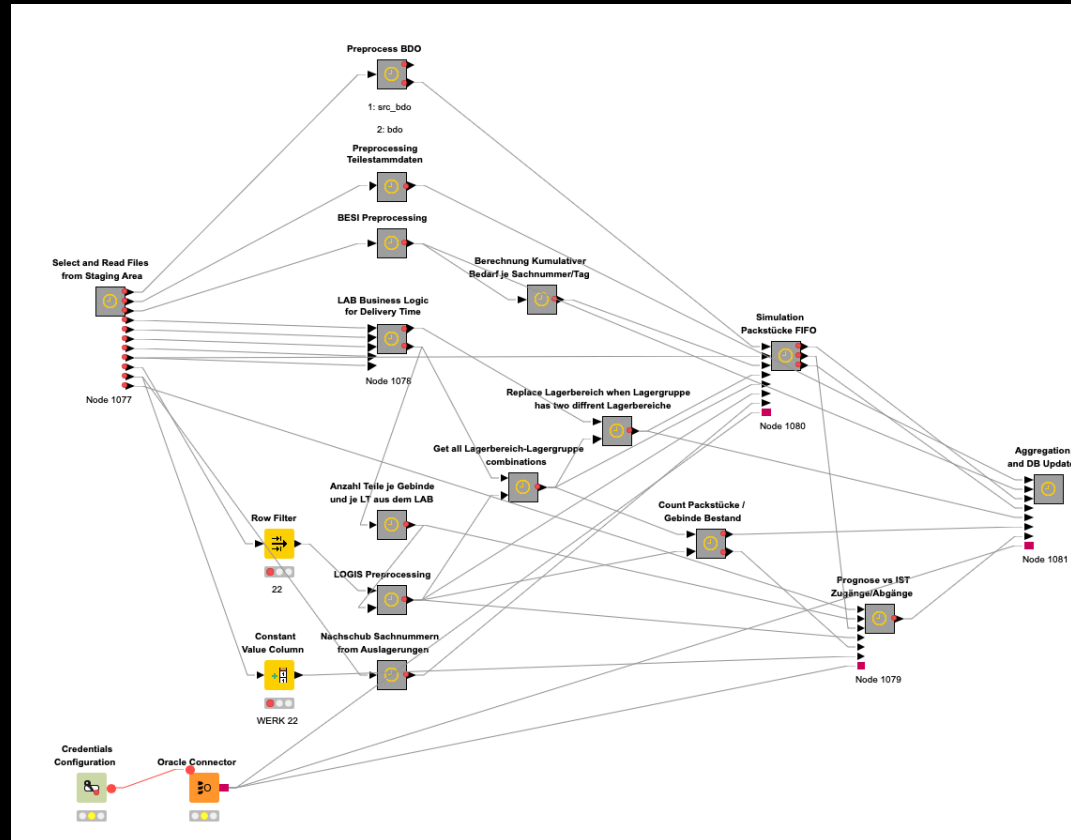 Preprocess BDO
1: src_bdo
2: bdo
Preprocessing
Teilestammdaten
BESI Preprocessing
Select and Read Files
from Staging Area
Node 1077
Berechnung Kumulativer
Bedarf je Sachnummer/Tag
LAB Business Logic
for Delivery Time
Node 1078
Simulation
Packstücke FIFO
Node 1080
Replace Lagerbereich when Lagergruppe
has two diffrent Lagerbereiche
Get all Lagerbereich-Lagergruppe
combinations
Aggregation
and DB Update
Node 1081
Anzahl Teile je Gebinde
und je LT aus dem LAB
Count Packstücke /
Gebinde Bestand
Row Filter
22
LOGIS Preprocessing
Prognose vs IST
Zugänge/Abgänge
Node 1079
Constant
Value Column
WERK 22
Nachschub Sachnummern
from Auslagerungen
Credentials
Configuration
Oracle Connector